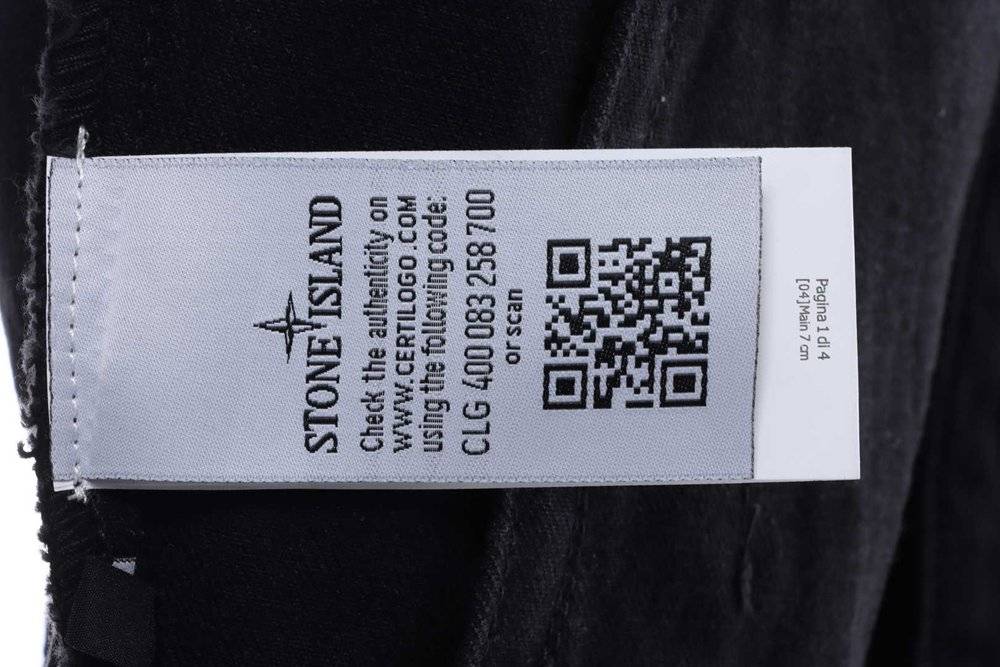 STONE ISLAND
Check the authenticity on
WWW.CERTILOGO.COM
using the following code:
CLG 400 083 258 700
or scan
Pagina 1 di 4
[04]Main 7 cm